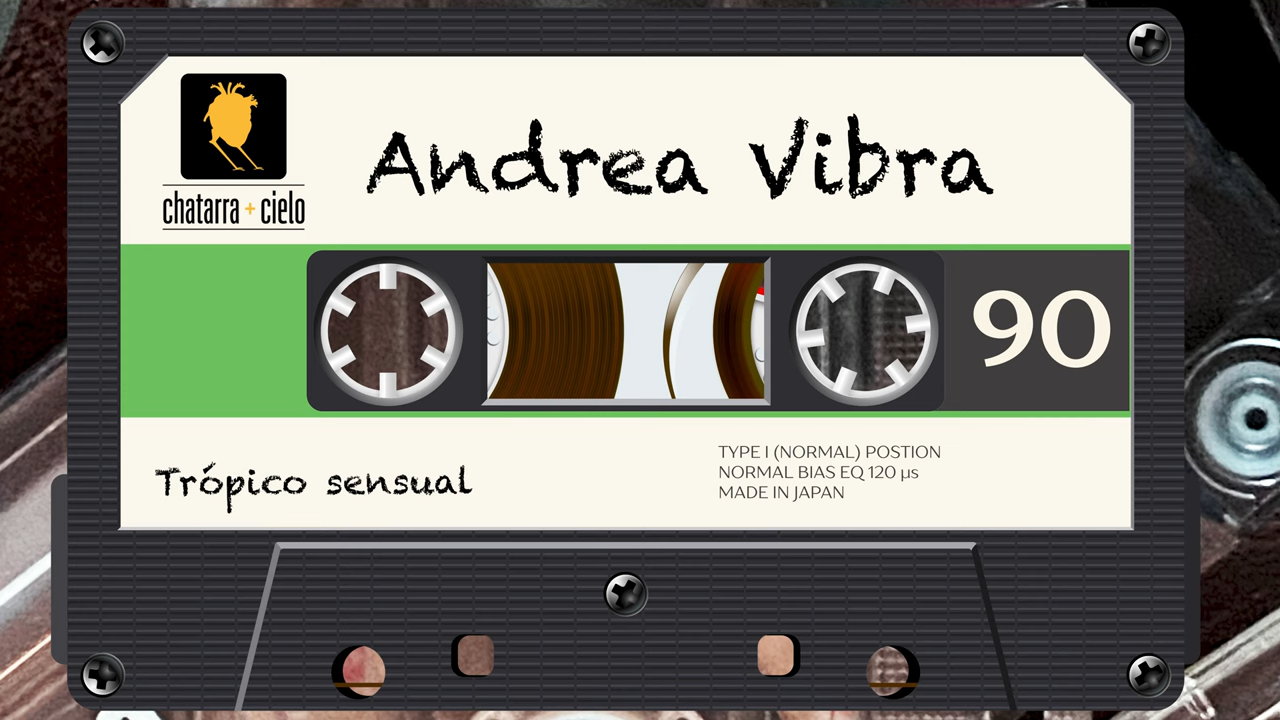 Andrea Vibra
chatarra + cielo
90
Trópico sensual
TYPE I (NORMAL) POSTION
NORMAL BIAS EQ 120 µs
MADE IN JAPAN